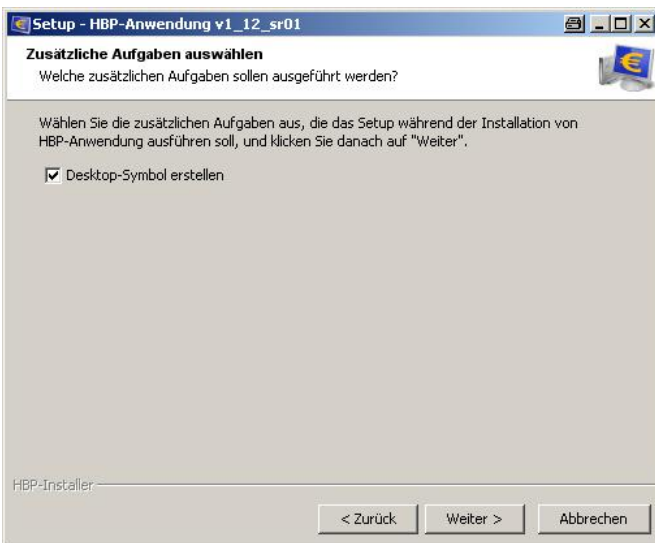 Setup - HBP-Anwendung v1_12_sr01
Zusätzliche Aufgaben auswählen
Welche zusätzlichen Aufgaben sollen ausgeführt werden?
€
Wählen Sie die zusätzlichen Aufgaben aus, die das Setup während der Installation von
HBP-Anwendung ausführen soll, und klicken Sie danach auf "Weiter".
Desktop-Symbol erstellen
HBP-Installer
< Zurück
Weiter >
Abbrechen